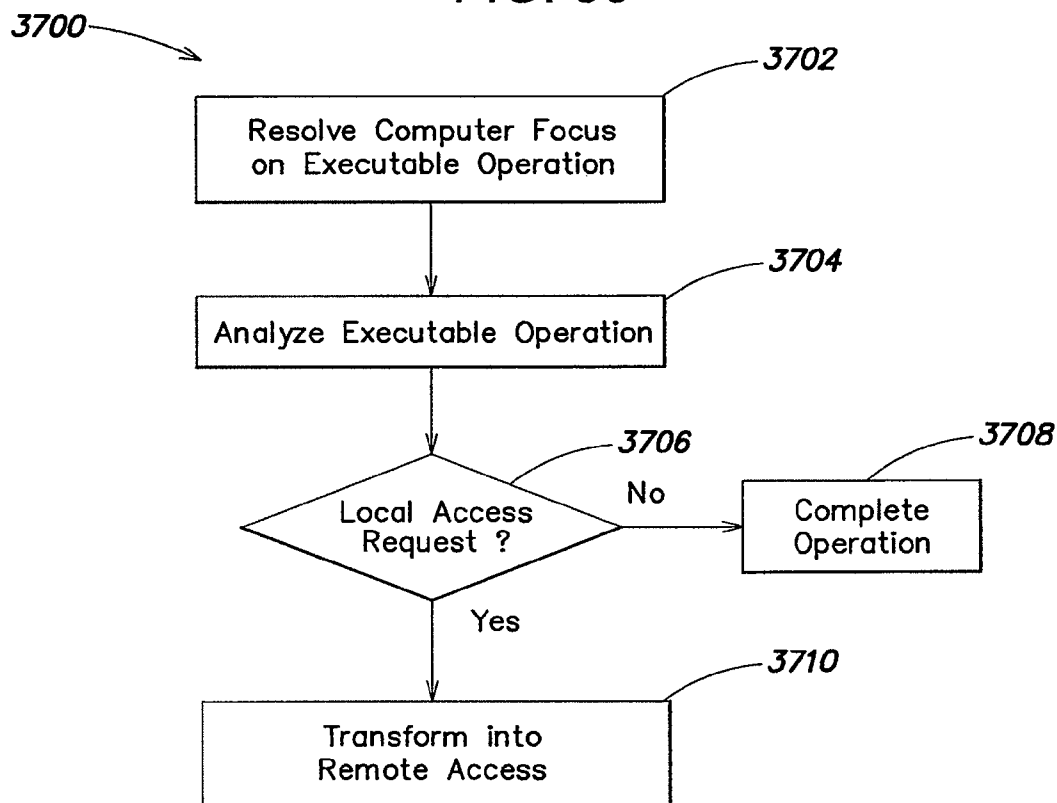 3700
3702
Resolve Computer Focus
on Executable Operation
3704
Analyze Executable Operation
3706
Local Access
Request ?
No
3708
Complete
Operation
Yes
3710
Transform into
Remote Access